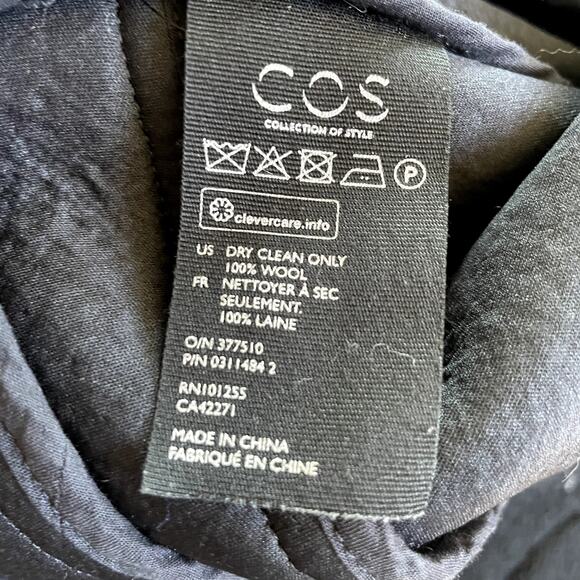 COS
COLLECTION OF STYLE
P
clevercare.info
US DRY CLEAN ONLY
100% WOOL
FR NETTOYER À SEC
SEULEMENT.
100% LAINE
O/N 377510
P/N 0311484 2
RN101255
CA42271
MADE IN CHINA
FABRIQUÉ EN CHINE